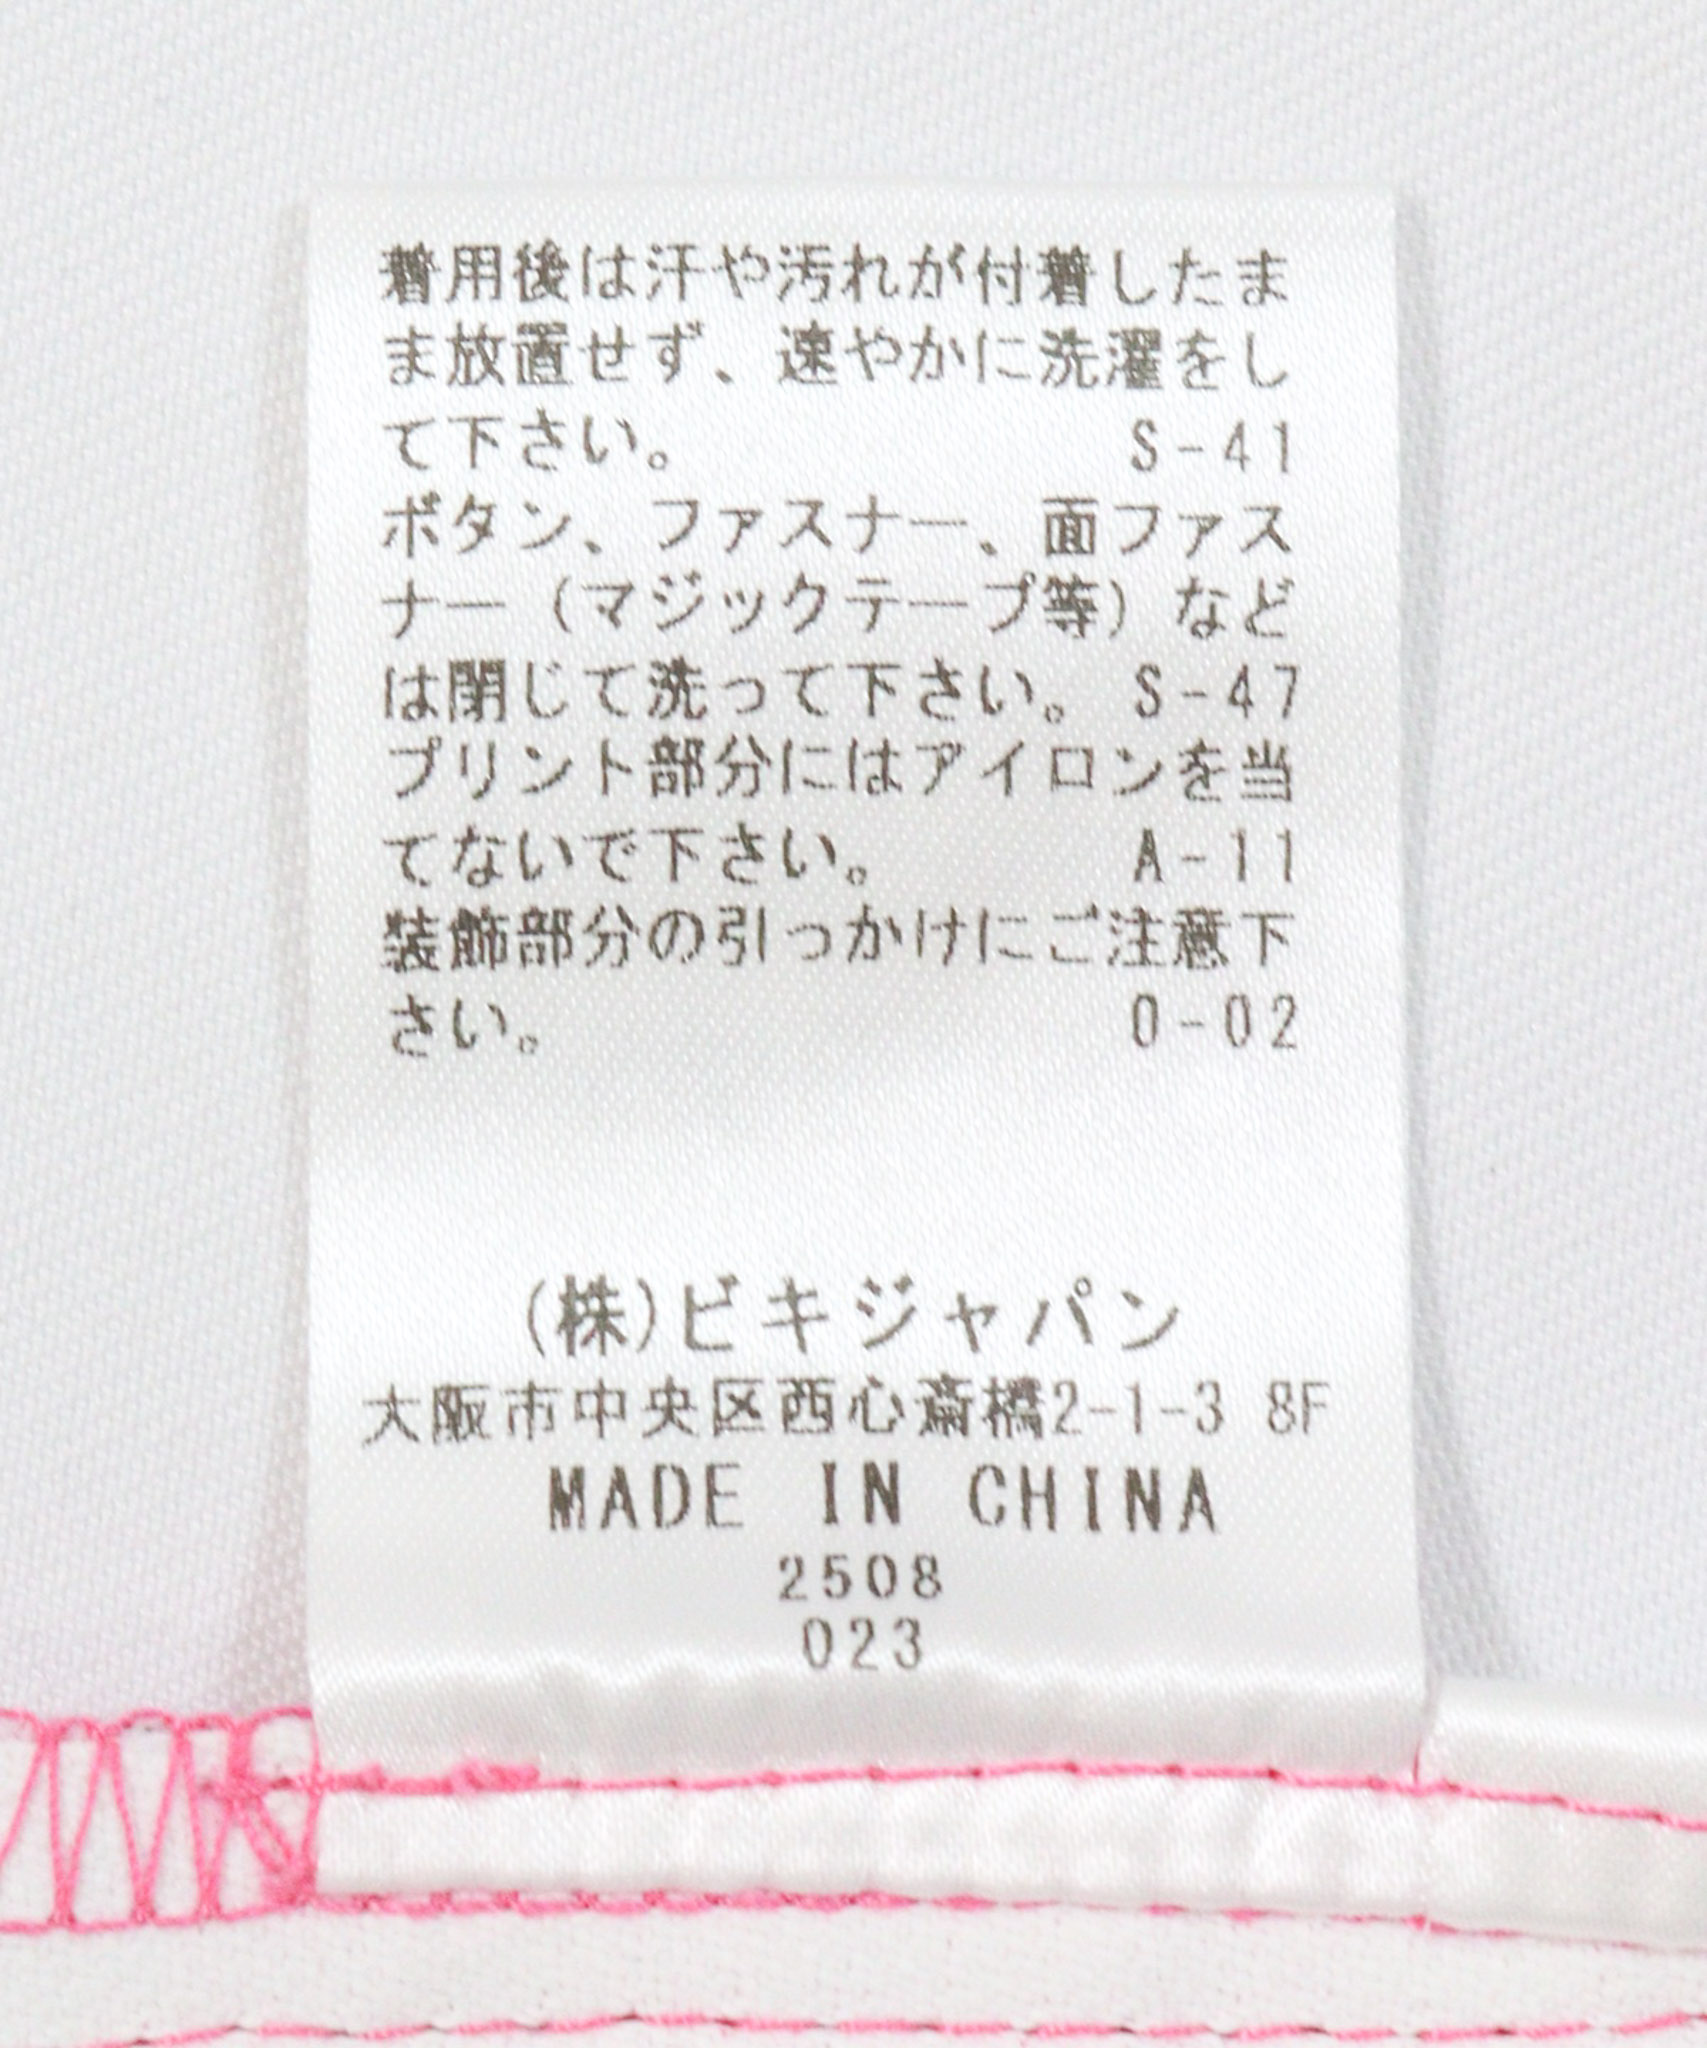 着用後は汗や汚れが付着したま
ま放置せず、速やかに洗濯をし
て下さい。 S-41
ボタン、ファスナー、面ファス
ナー（マジックテープ等）など
は閉じて洗って下さい。S-47
プリント部分にはアイロンを当
てないで下さい。 A-11
装飾部分の引っかけにご注意下
さい。 O-02
(株)ビキジャパン
大阪市中央区西心斎橋2-1-3 8F
MADE IN CHINA
2508
023